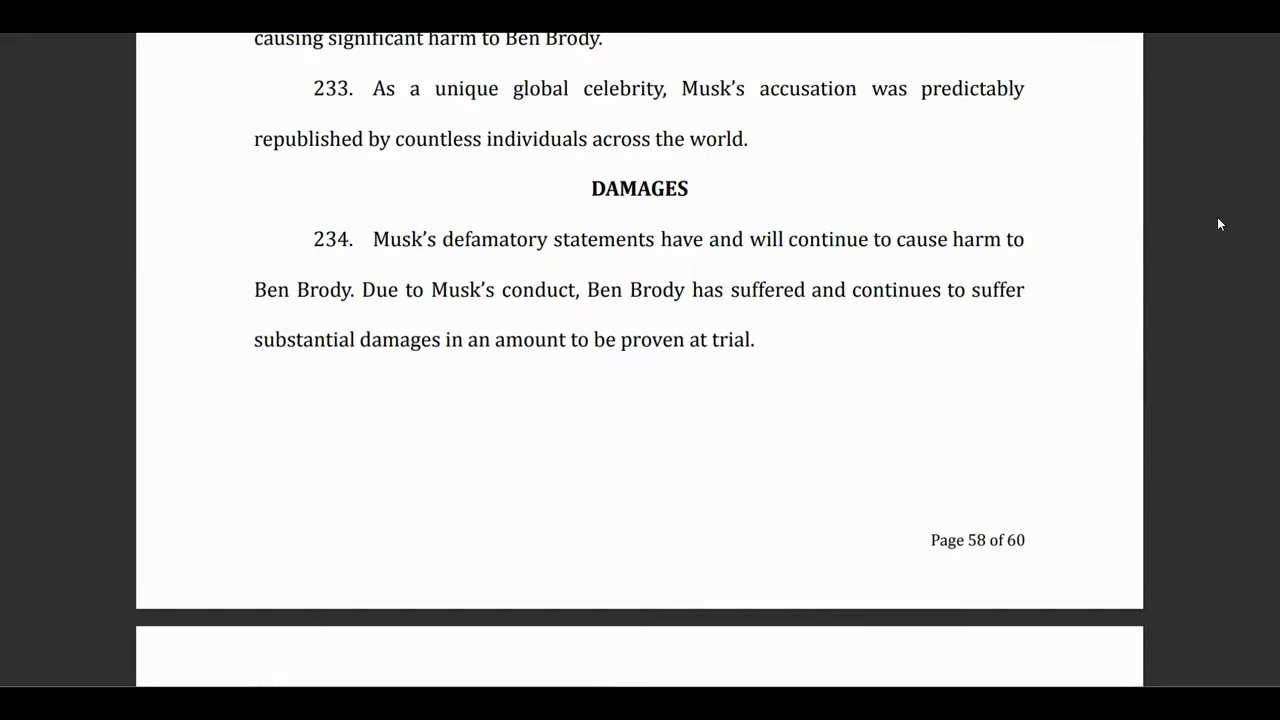 causing significant harm to Ben Brody.
233. As a unique global celebrity, Musk’s accusation was predictably
republished by countless individuals across the world.
DAMAGES
234. Musk’s defamatory statements have and will continue to cause harm to
Ben Brody. Due to Musk’s conduct, Ben Brody has suffered and continues to suffer
substantial damages in an amount to be proven at trial.
Page 58 of 60